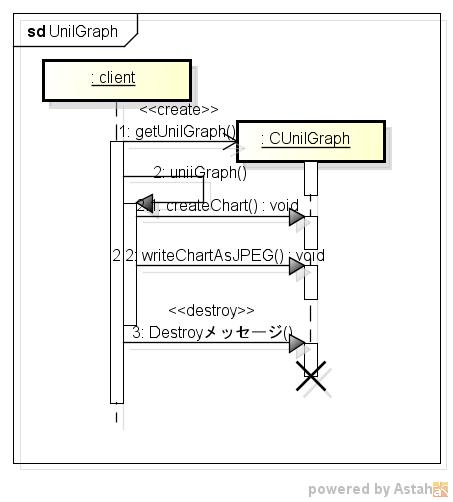 sd UnilGraph
: client
<<create>>
1: getUnilGraph()
: CUnilGraph
2: uniiGraph()
2.1: createChart() : void
2.2: writeChartAsJPEG() : void
<<destroy>>
3: Destroyメッセージ()
powered by Astah